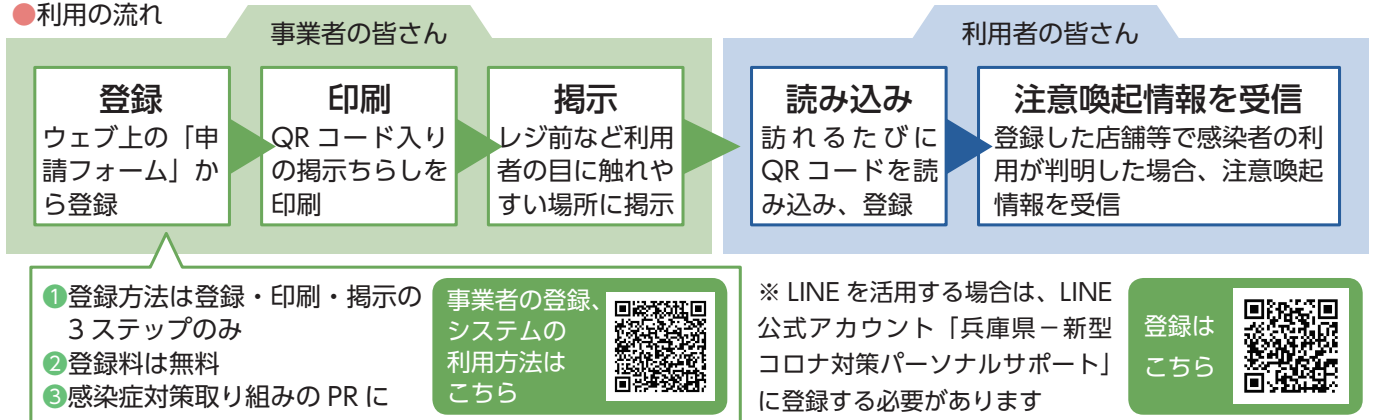 ●利用の流れ
事業者の皆さん
登録
ウェブ上の「申
請フォーム」か
ら登録
印刷
QRコード入り
の掲示ちらしを
印刷
掲示
レジ前など利用
者の目に触れや
すい場所に掲示
利用者の皆さん
読み込み
訪れるたびに
QRコードを読
み込み、登録
注意喚起情報を受信
登録した店舗等で感染者の利
用が判明した場合、注意喚起
情報を受信
❶登録方法は登録・印刷・掲示の
3ステップのみ
❷登録料は無料
❸感染症対策取り組みのPRに
事業者の登録、
システムの
利用方法は
こちら
※ LINEを活用する場合は、LINE
公式アカウント「兵庫県－新型
コロナ対策パーソナルサポート」
に登録する必要があります
登録は
こちら